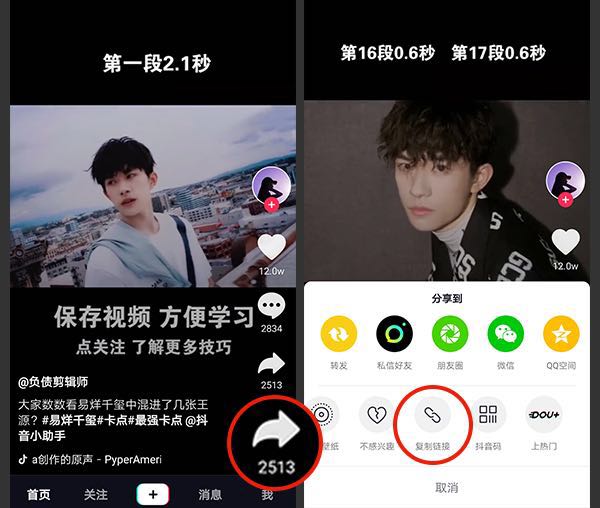 第一段2.1秒
12.0w
保存视频 方便学习
点关注 了解更多技巧
2834
2513
@负债剪辑师
大家数数看易烊千玺中混进了几张王
源？#易烊千玺#卡点#最强卡点 @抖
音小助手
a创作的原声 - PyperAmeri
2513
首页
关注
消息
我
第16段0.6秒 第17段0.6秒
12.0w
分享到
转发
私信好友
朋友圈
微信
QQ空间
壁纸
不感兴趣
复制链接
抖音码
DOU+
上热门
取消